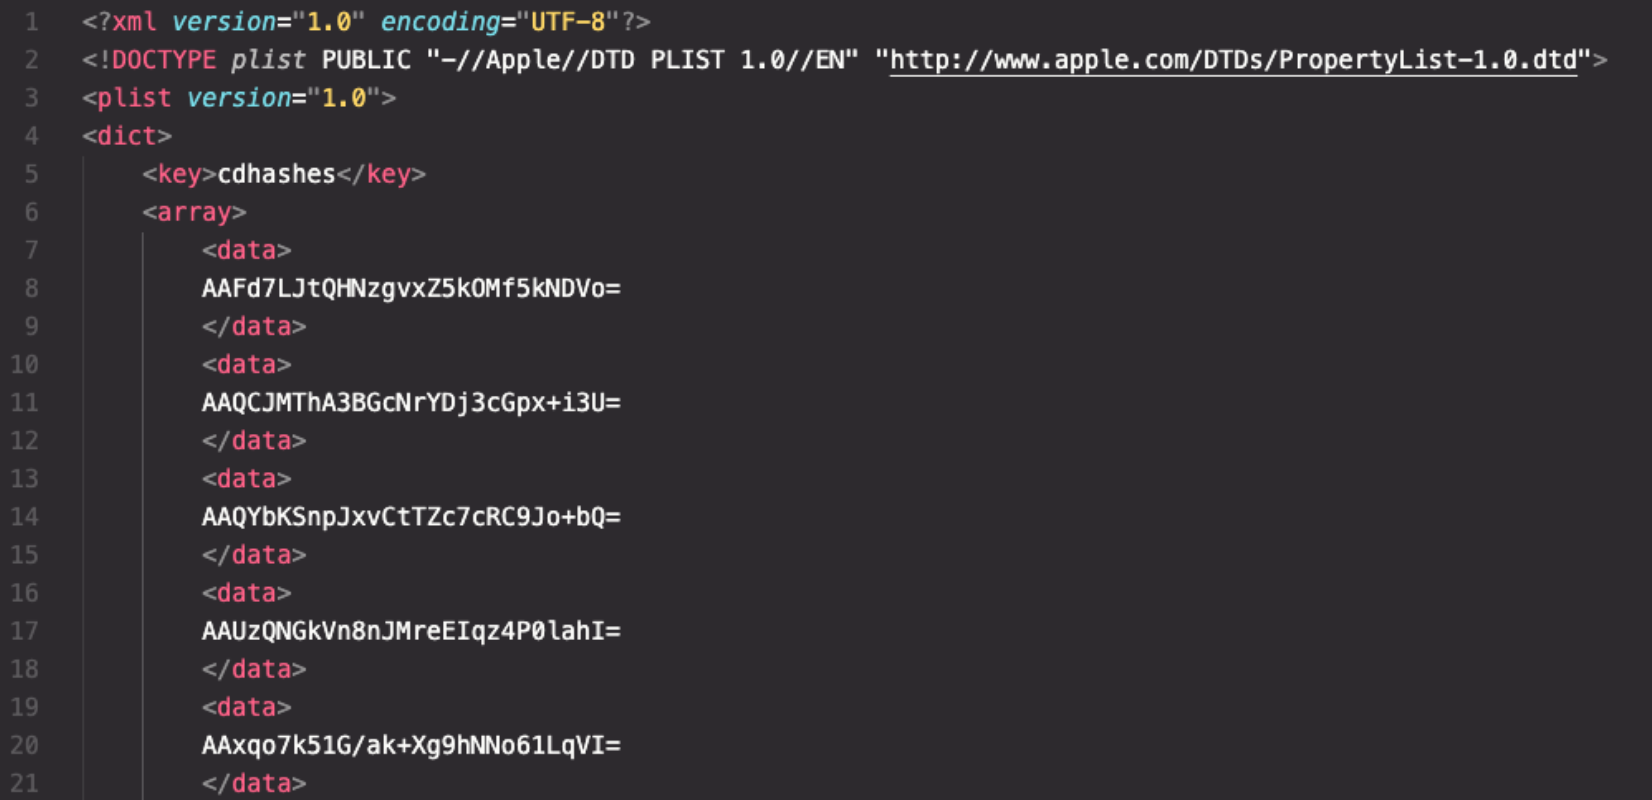 1 <?xml version="1.0" encoding="UTF-8"?>
2 <!DOCTYPE plist PUBLIC "-//Apple//DTD PLIST 1.0//EN" "http://www.apple.com/DTDs/PropertyList-1.0.dtd">
3 <plist version="1.0">
4 <dict>
5 <key>cdhashes</key>
6 <array>
7 <data>
8 AAFd7LJtQHNzgvxZ5kOMf5kNDVo=
9 </data>
10 <data>
11 AAQCJMThA3BGcNrYDj3cGpx+i3U=
12 </data>
13 <data>
14 AAQYbKSnpJxvCtTZc7cRC9Jo+bQ=
15 </data>
16 <data>
17 AAUzQNGkVn8nJMreEIqz4P0lahI=
18 </data>
19 <data>
20 AAxqo7k51G/ak+Xg9hNNo61LqVI=
21 </data>